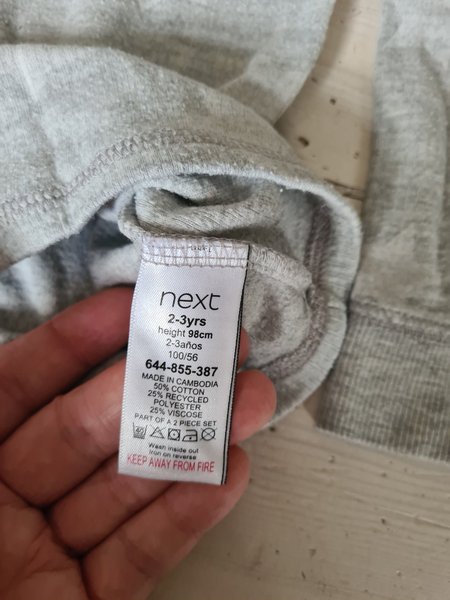 next
2-3yrs
height 98cm
2-3años
100/56
644-855-387
MADE IN CAMBODIA
50% COTTON
25% RECYCLED
POLYESTER
25% VISCOSE
PART OF A 2 PIECE SET
Wash inside out
Iron on reverse
KEEP AWAY FROM FIRE